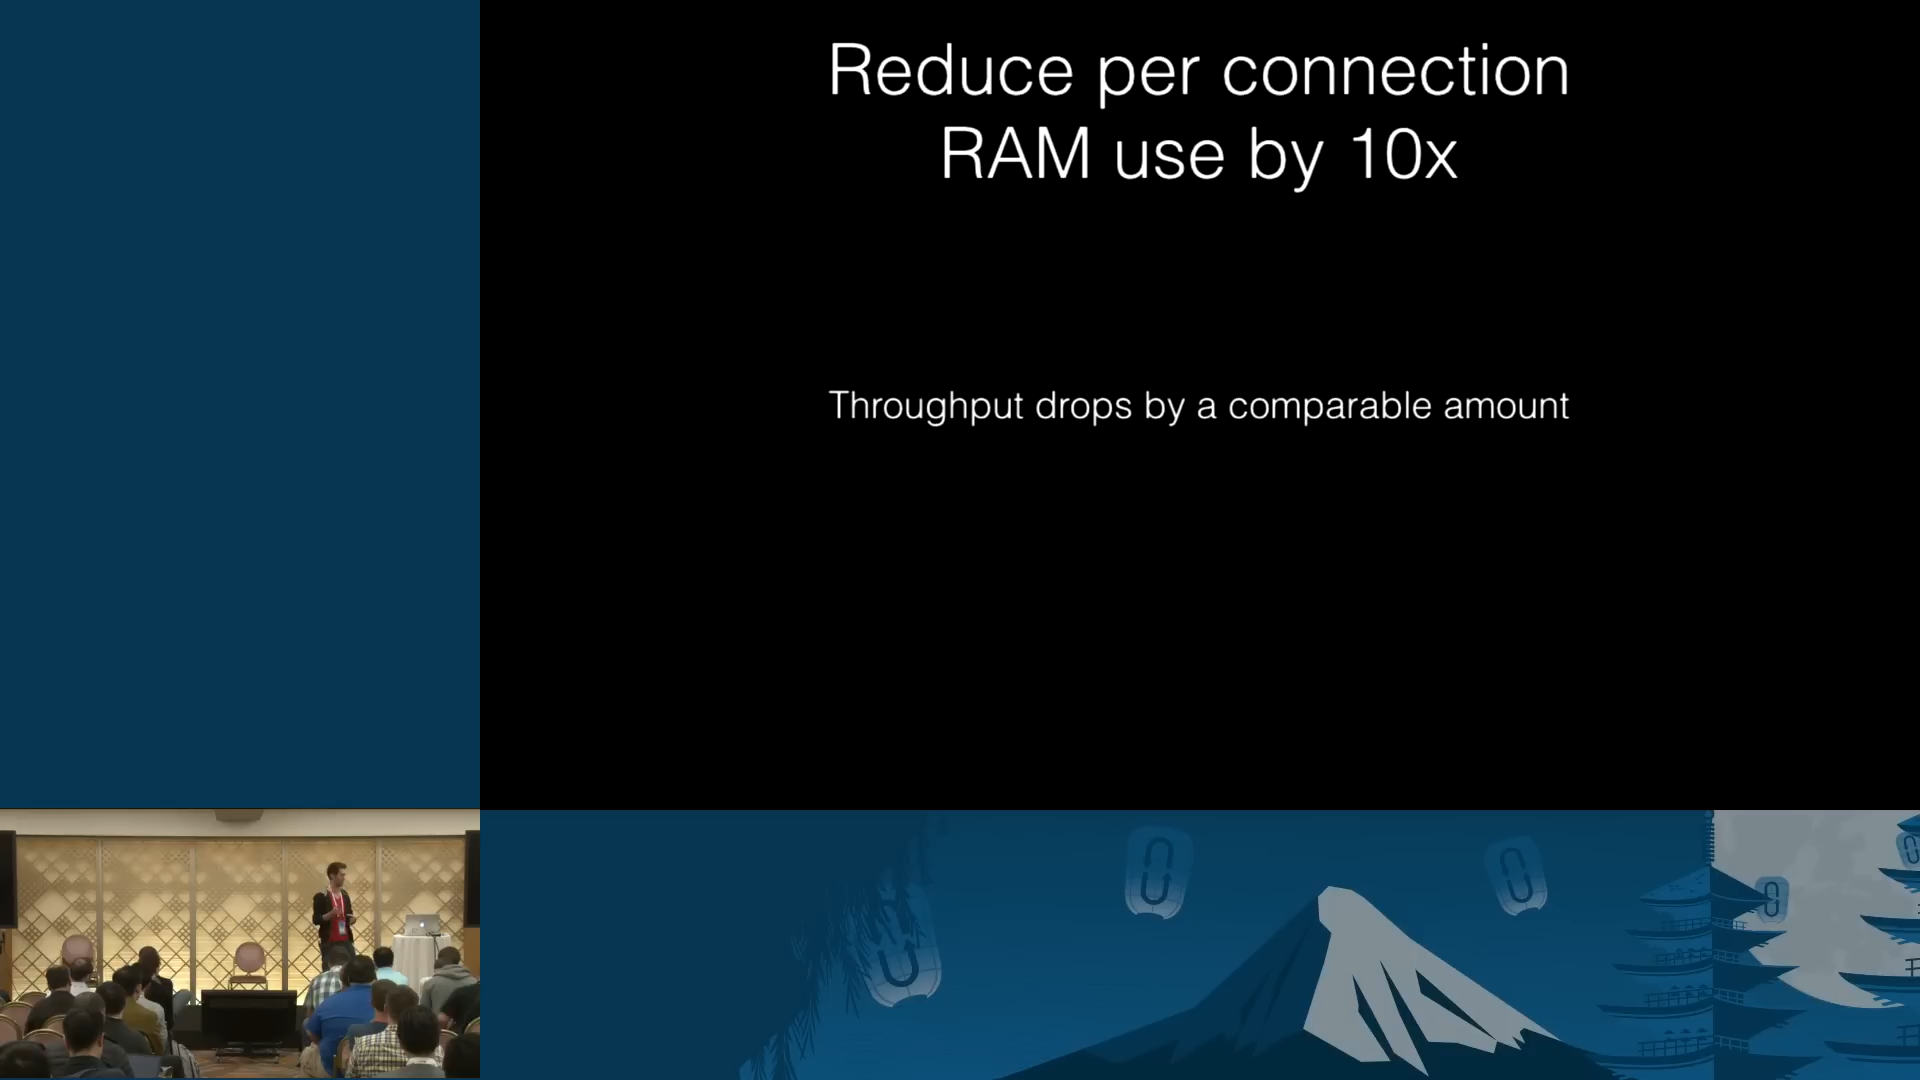 Reduce per connection
RAM use by 10x
Throughput drops by a comparable amount